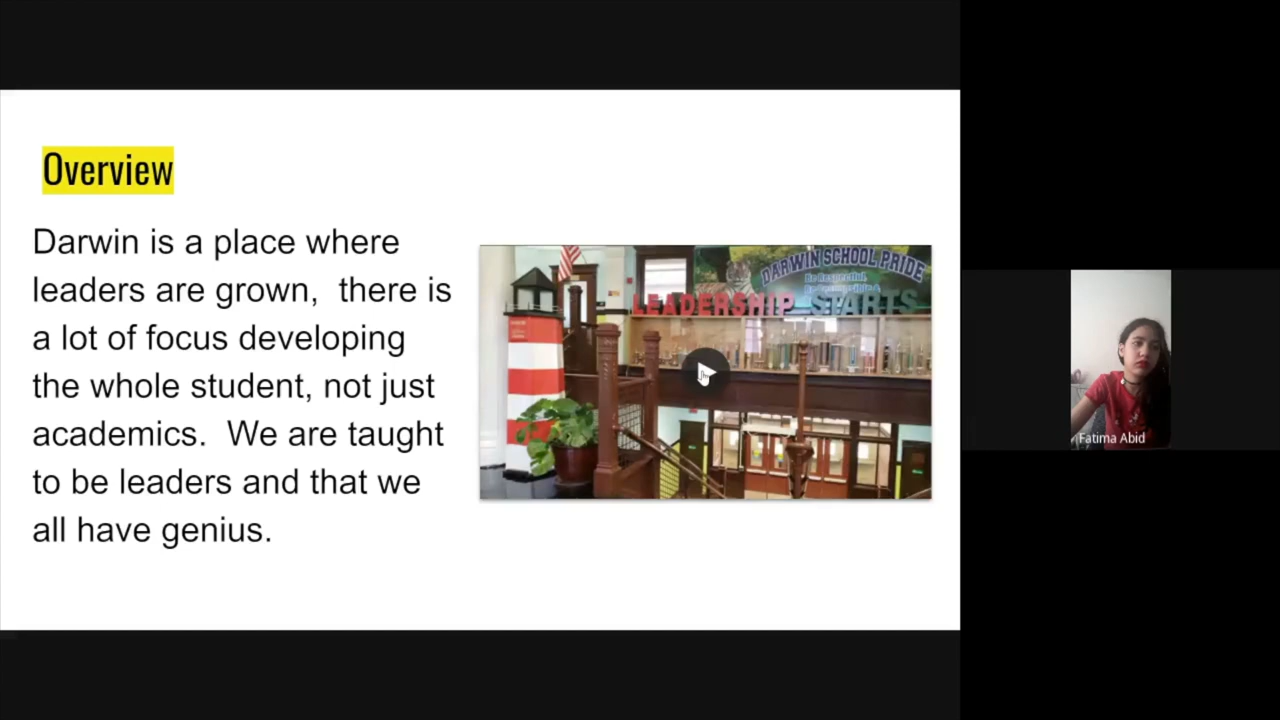 Overview
Darwin is a place where
leaders are grown,  there is
a lot of focus developing
the whole student, not just
academics.  We are taught
to be leaders and that we
all have genius.
DARWIN SCHOOL PRIDE
Be Respectful,
LEADERSHIP STARTS
Fatima Abid